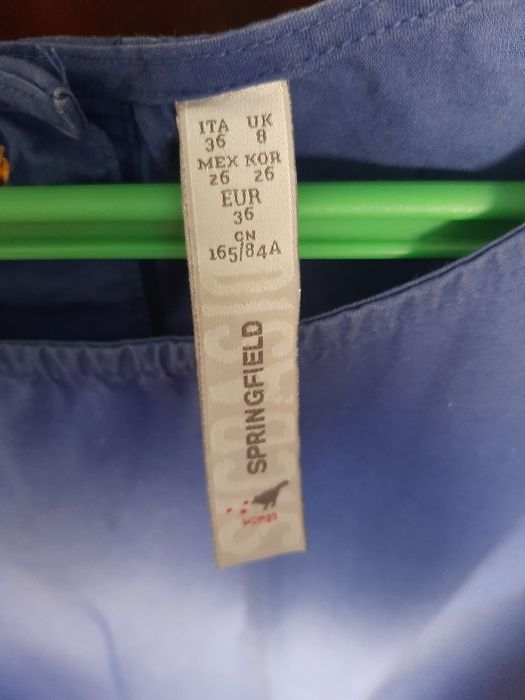 ITA UK
36 8
MEX KOR
26 26
EUR
36
CN
165/84A
SPRINGFIELD
woman